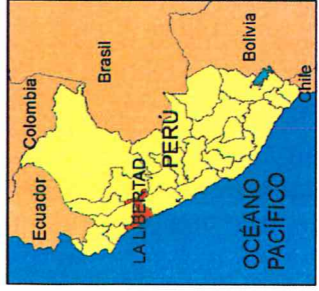 Colombia
Ecuador
Brasil
LA LIBERTAD
PERÚ
Bolivia
OCÉANO
PACÍFICO
Chile